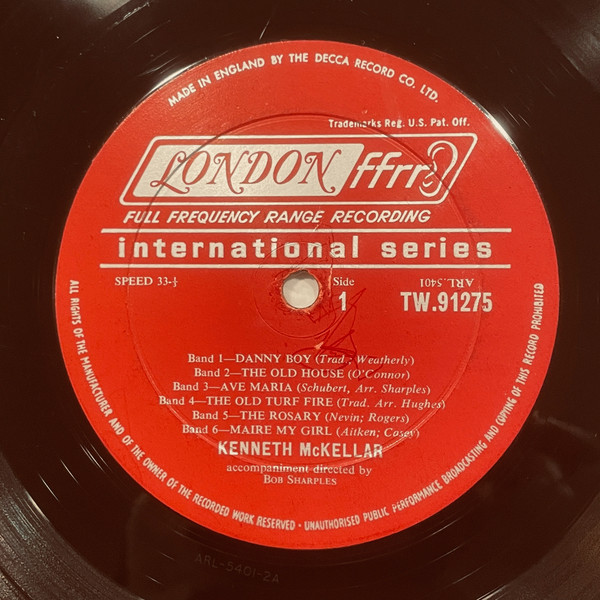 MADE IN ENGLAND BY THE DECCA RECORD CO. LTD.
Trademarks Reg. U.S. Pat. Off.
LONDON ffrr
FULL FREQUENCY RANGE RECORDING
international series
SPEED 33-⅓
Side
1
ARL.5401
TW.91275
Band 1—DANNY BOY (Trad.; Weatherly)
Band 2—THE OLD HOUSE (O'Connor)
Band 3—AVE MARIA (Schubert, Arr. Sharples)
Band 4—THE OLD TURF FIRE (Trad. Arr. Hughes)
Band 5—THE ROSARY (Nevin; Rogers)
Band 6—MAIRE MY GIRL (Aitken; Casey)
KENNETH McKELLAR
accompaniment directed by
BOB SHARPLES
ALL RIGHTS OF THE MANUFACTURER AND OF THE OWNER OF THE RECORDED WORK RESERVED - UNAUTHORISED PUBLIC PERFORMANCE BROADCASTING AND COPYING OF THIS RECORD PROHIBITED
ARL-5401-2A